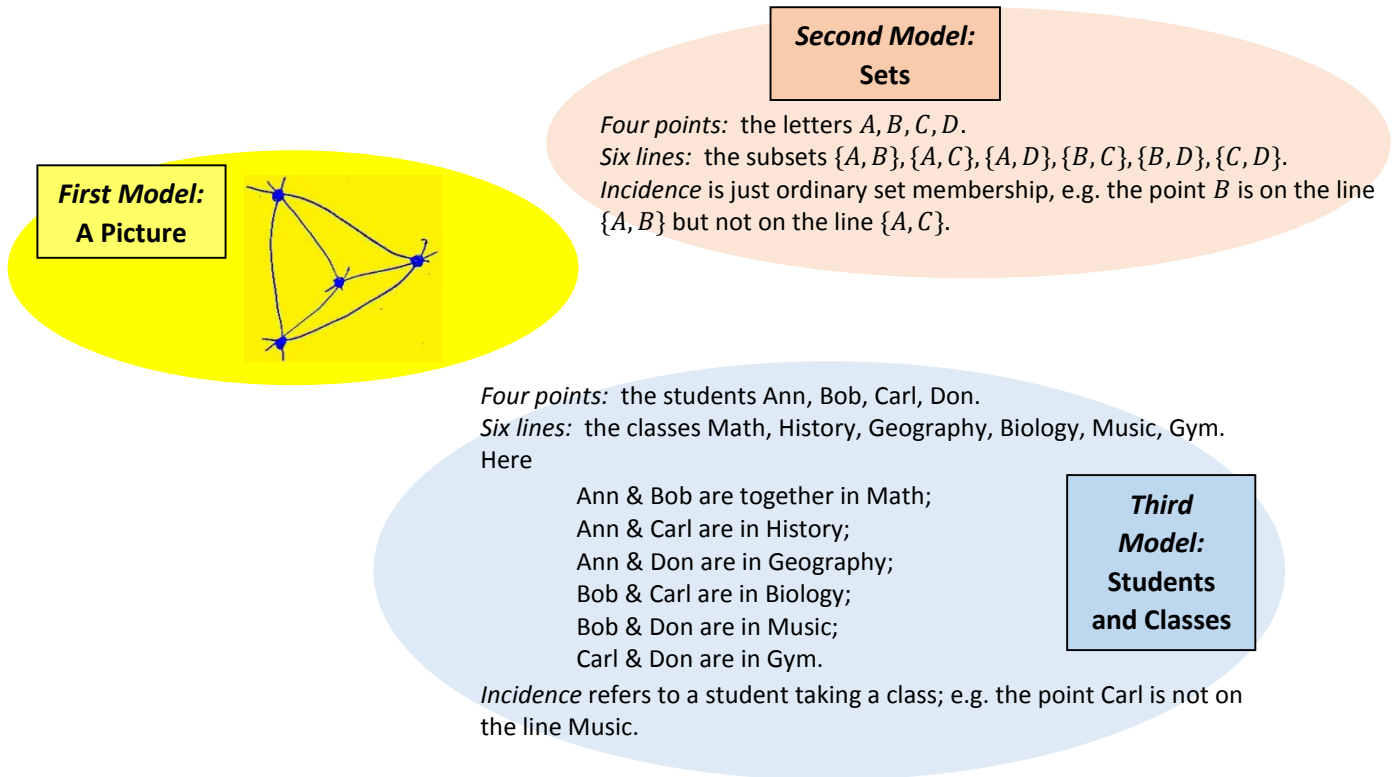 First Model:
A Picture
Second Model:
Sets
Four points: the letters A, B, C, D.
Six lines: the subsets {A, B}, {A, C}, {A, D}, {B, C}, {B, D}, {C, D}.
Incidence is just ordinary set membership, e.g. the point B is on the line
{A, B} but not on the line {A, C}.
Four points: the students Ann, Bob, Carl, Don.
Six lines: the classes Math, History, Geography, Biology, Music, Gym.
Here
Ann & Bob are together in Math;
Ann & Carl are in History;
Ann & Don are in Geography;
Bob & Carl are in Biology;
Bob & Don are in Music;
Carl & Don are in Gym.
Incidence refers to a student taking a class; e.g. the point Carl is not on
the line Music.
Third
Model:
Students
and Classes